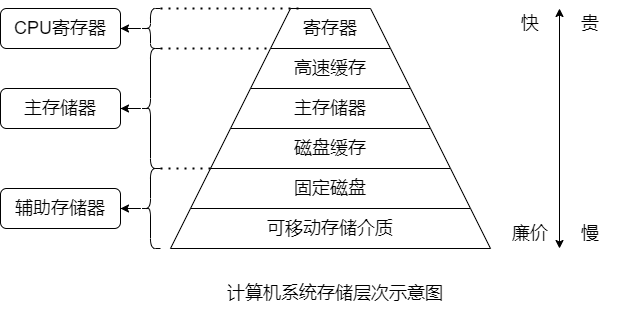 CPU寄存器
寄存器
快
贵
高速缓存
主存储器
主存储器
磁盘缓存
辅助存储器
固定磁盘
可移动存储介质
廉价
慢
计算机系统存储层次示意图